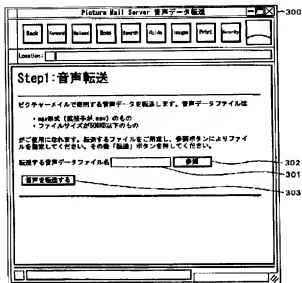 Picture Mail Server 音声データ転送
300
Back Forward Reload Home Search Guide Images Print Security
Location:
Step1:音声転送
ピクチャーメイルで使用する音声データを転送します。音声データファイルは
・wav形式（拡張子が.wav）のもの
・ファイルサイズが500KB以下のもの
がご使用になれます。転送するファイルをご用意し、参照ボタンによりファイ
ルを指定してください。その後「転送」ボタンを押してください。
転送する音声データファイル名 参照
302
301
音声を転送する
303